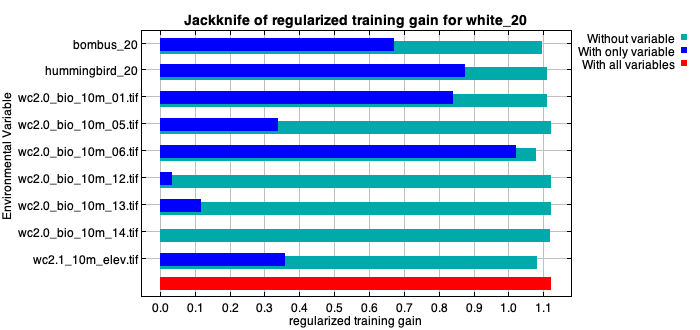 Jackknife of regularized training gain for white_20
Without variable
With only variable
With all variables
Environmental Variable
bombus_20
hummingbird_20
wc2.0_bio_10m_01.tif
wc2.0_bio_10m_05.tif
wc2.0_bio_10m_06.tif
wc2.0_bio_10m_12.tif
wc2.0_bio_10m_13.tif
wc2.0_bio_10m_14.tif
wc2.1_10m_elev.tif
0.0 0.1 0.2 0.3 0.4 0.5 0.6 0.7 0.8 0.9 1.0 1.1
regularized training gain